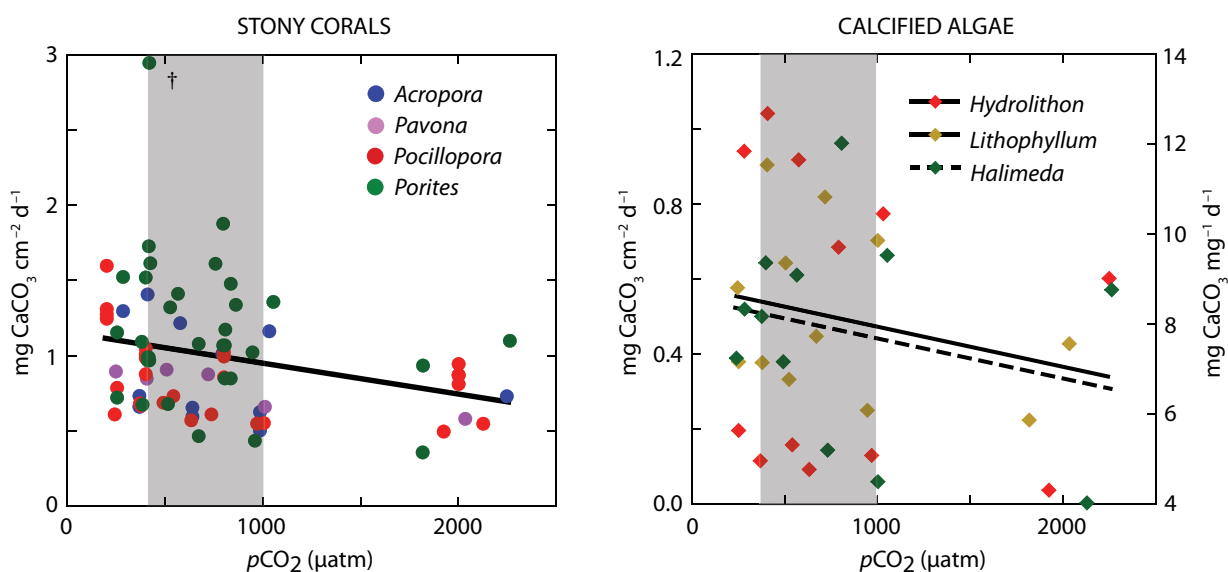 STONY CORALS
3
2
1
0
mg CaCO₃ cm⁻² d⁻¹
†
Acropora
Pavona
Pocillopora
Porites
0 1000 2000
pCO₂ (µatm)
CALCIFIED ALGAE
1.2
0.8
0.4
0.0
mg CaCO₃ cm⁻² d⁻¹
Hydrolithon
Lithophyllum
Halimeda
14
12
10
8
6
4
mg CaCO₃ mg⁻¹ d⁻¹
0 1000 2000
pCO₂ (µatm)